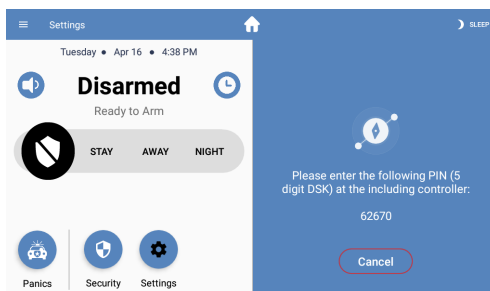 Settings
SLEEP
Tuesday ● Apr 16 ● 4:38 PM
Disarmed
Ready to Arm
STAY AWAY NIGHT
Panics Security Settings
Please enter the following PIN (5
digit DSK) at the including controller:
62670
Cancel